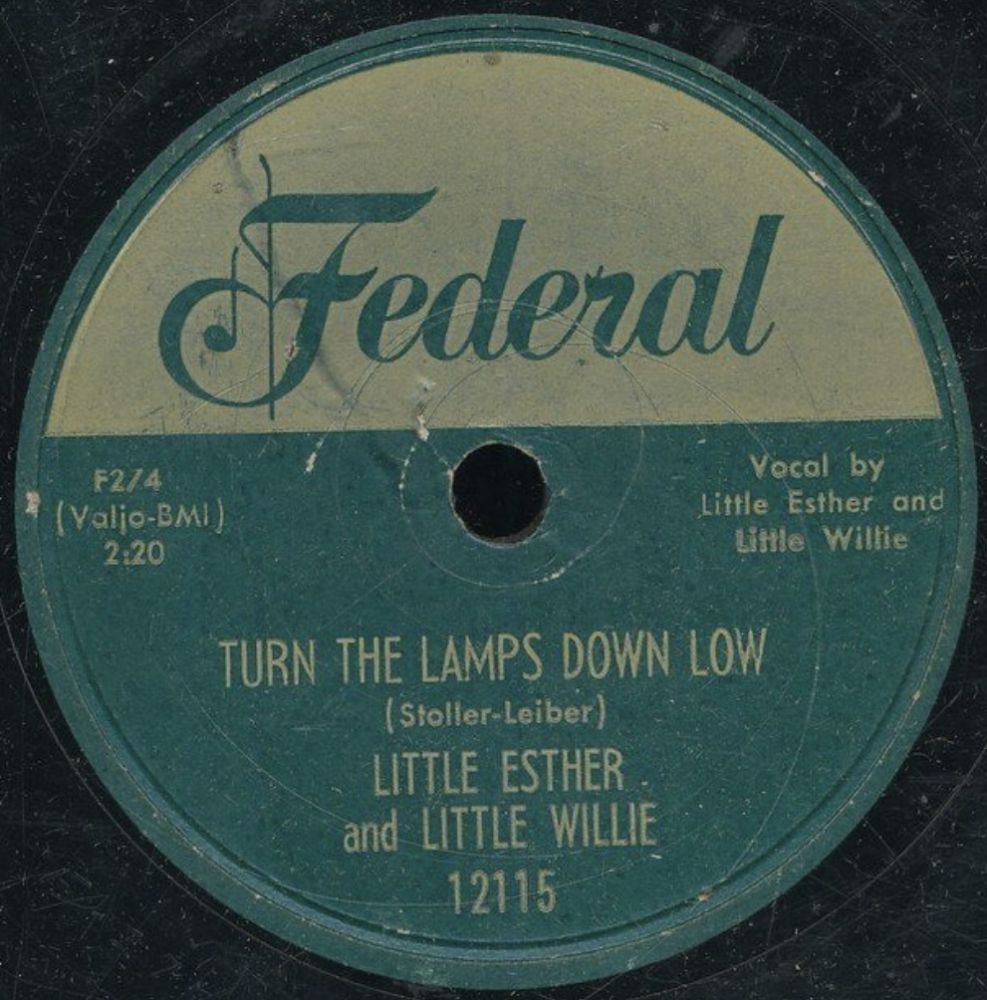 Federal
F274
(Valjo-BMI)
2:20
Vocal by
Little Esther and
Little Willie
TURN THE LAMPS DOWN LOW
(Stoller-Leiber)
LITTLE ESTHER
and LITTLE WILLIE
12115